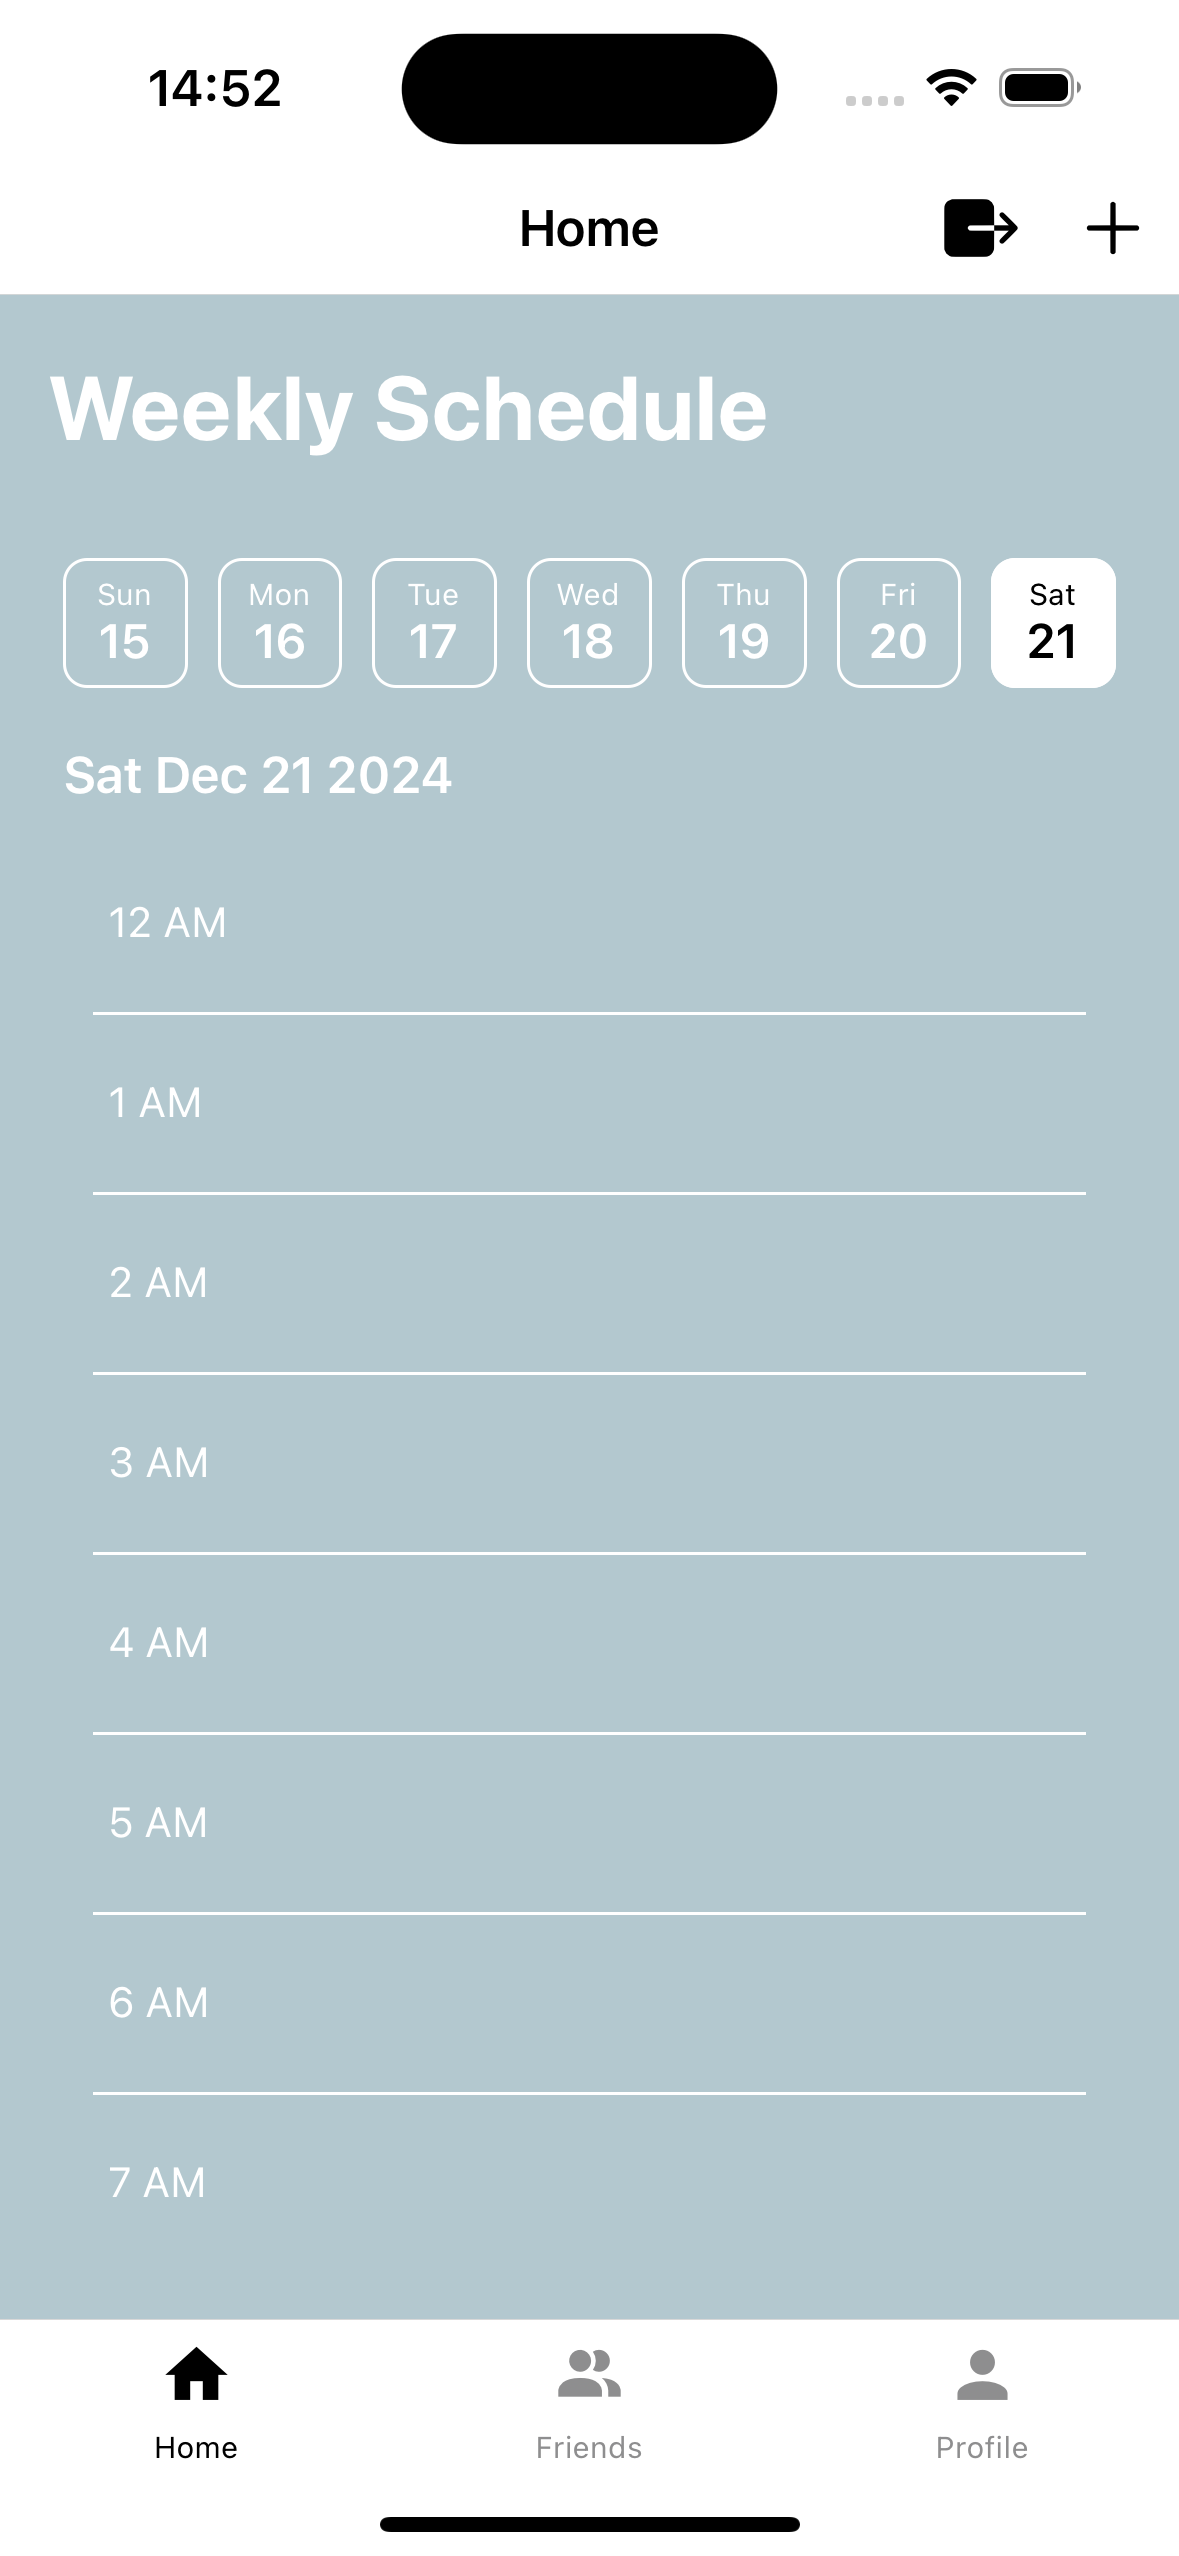 14:52
Home
Weekly Schedule
Sun Mon Tue Wed Thu Fri Sat
15 16 17 18 19 20 21
Sat Dec 21 2024
12 AM
1 AM
2 AM
3 AM
4 AM
5 AM
6 AM
7 AM
Home Friends Profile